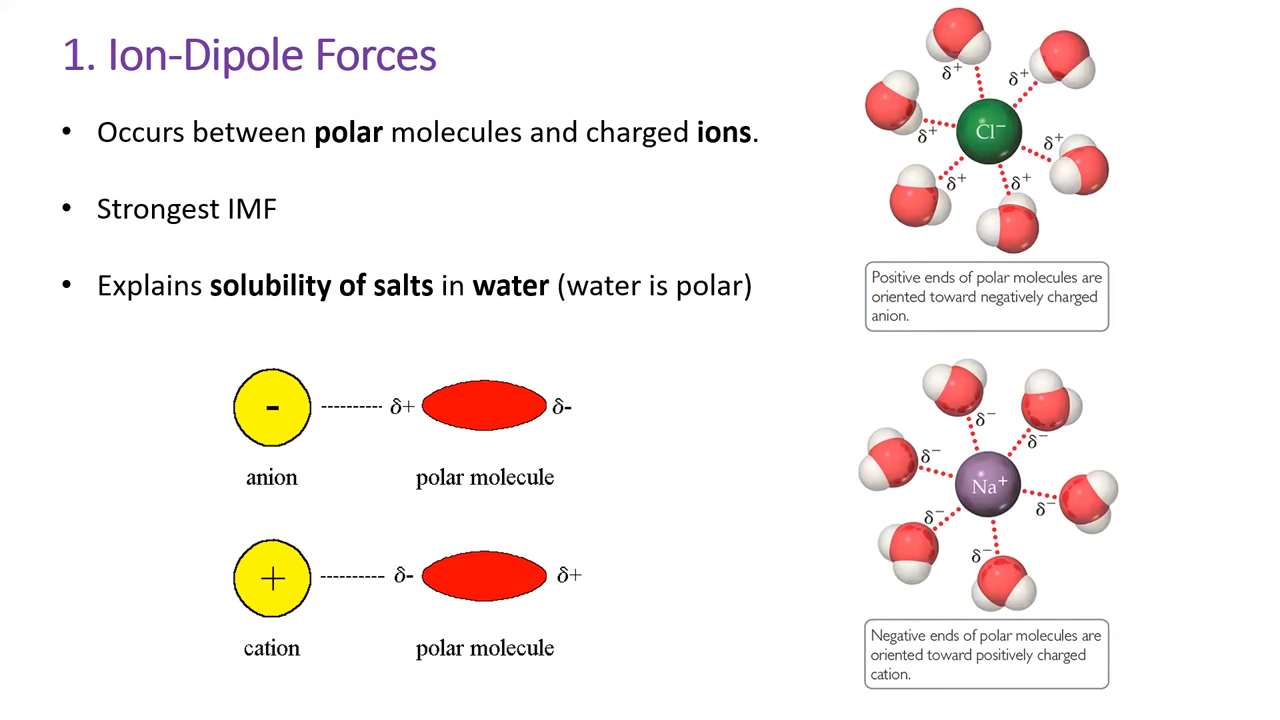 1. Ion-Dipole Forces
• Occurs between polar molecules and charged ions.
• Strongest IMF
• Explains solubility of salts in water (water is polar)
- ---------- δ+ δ-
anion polar molecule
+ ---------- δ- δ+
cation polar molecule
δ⁺ δ⁺
δ⁺ Cl⁻ δ⁺
δ⁺ δ⁺
Positive ends of polar molecules are
oriented toward negatively charged
anion.
δ⁻ δ⁻
δ⁻ Na⁺
δ⁻ δ⁻
δ⁻
Negative ends of polar molecules are
oriented toward positively charged
cation.